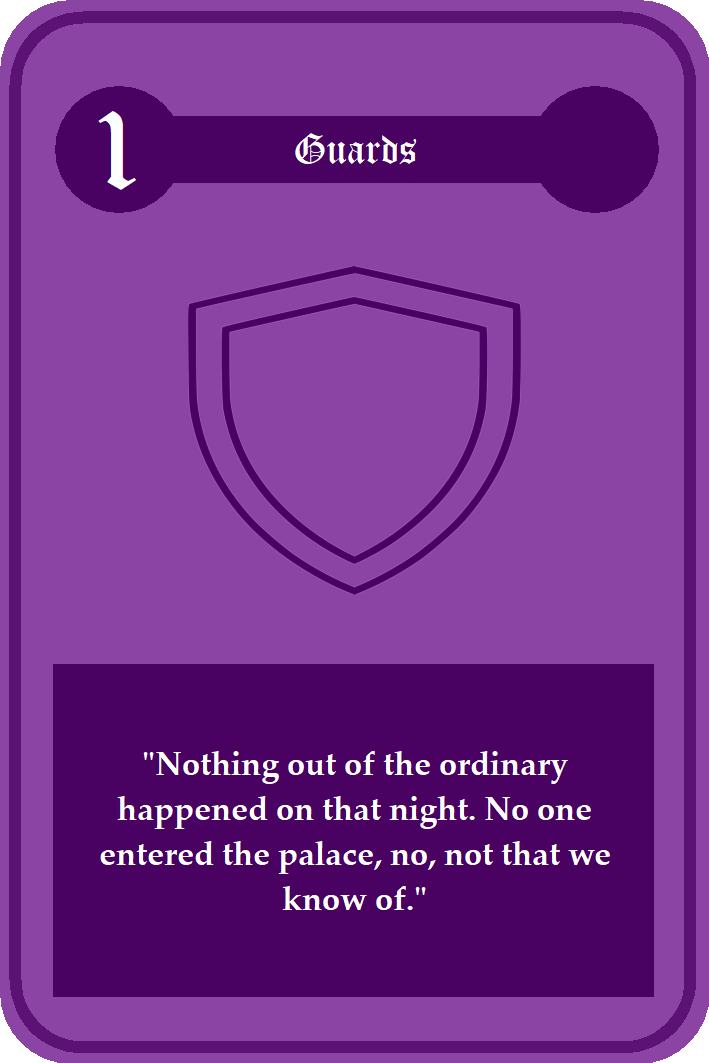 1
Guards
"Nothing out of the ordinary
happened on that night. No one
entered the palace, no, not that we
know of."